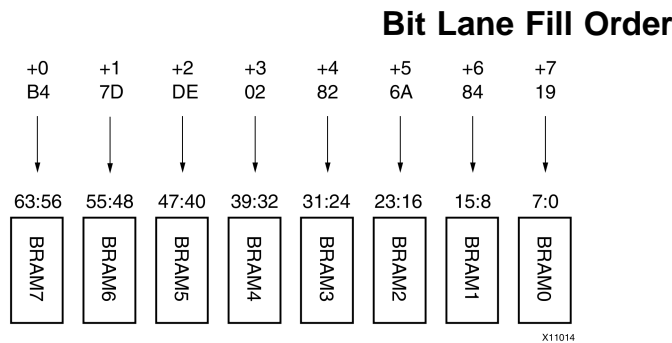 Bit Lane Fill Order
+0 +1 +2 +3 +4 +5 +6 +7
B4 7D DE 02 82 6A 84 19
63:56 55:48 47:40 39:32 31:24 23:16 15:8 7:0
BRAM7 BRAM6 BRAM5 BRAM4 BRAM3 BRAM2 BRAM1 BRAM0
X11014